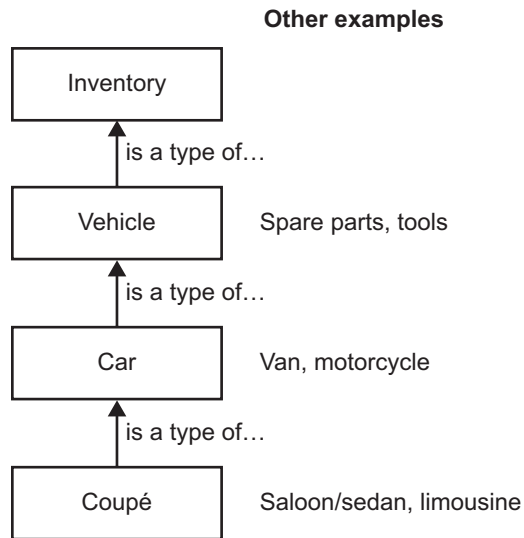 Other examples
Inventory
is a type of…
Vehicle
Spare parts, tools
is a type of…
Car
Van, motorcycle
is a type of…
Coupé
Saloon/sedan, limousine